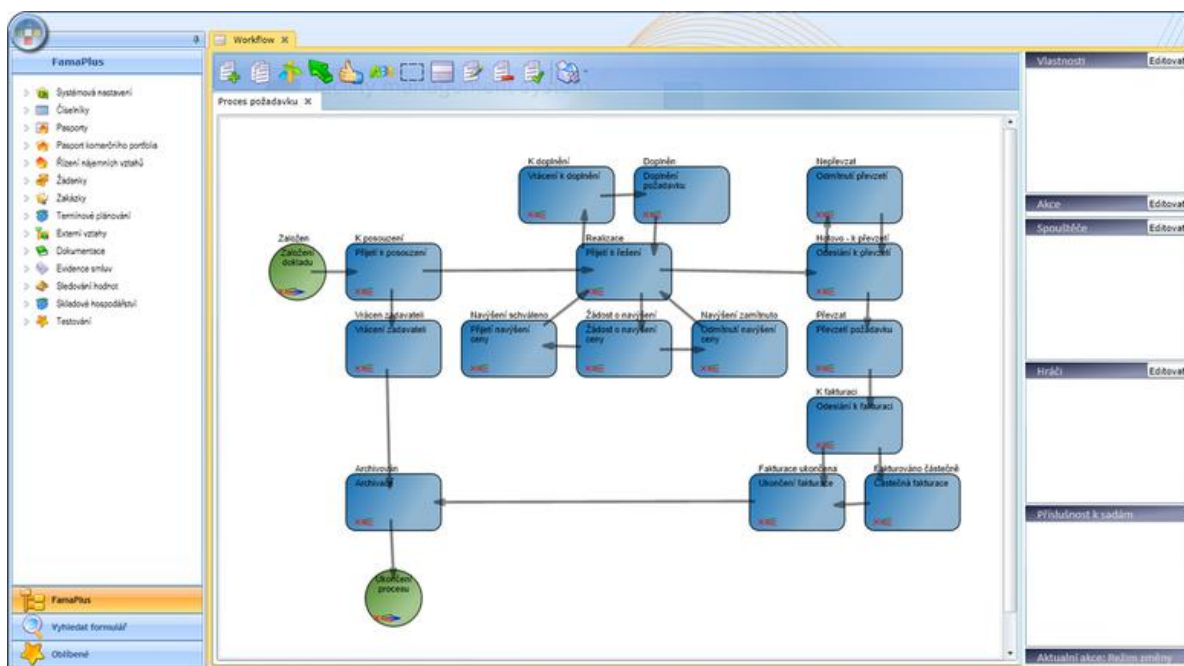 Workflow
FamaPlus
Systémová nastavení
Číselníky
Pasporty
Pasport komerčního portfolia
Řízení nájemních vztahů
Žádanky
Zakázky
Termínové plánování
Externí vztahy
Dokumentace
Evidence smluv
Sledování hodnot
Skladové hospodářství
Testování
FamaPlus
Vyhledat formulář
Oblíbené
management system
Proces požadavku
K doplnění
Vrácení k doplnění
Doplněn
Doplnění
požadavku
Nepřevzat
Odmítnutí převzetí
Založen
Založení
dokladu
K posouzení
Přijetí k posouzení
Realizace
Přijetí k řešení
Hotovo - k převzetí
Odeslání k převzetí
Vrácen zadavateli
Vrácení zadavateli
Navýšení schváleno
Přijetí navýšení
ceny
Žádost o navýšení
Žádost o navýšení
ceny
Navýšení zamítnuto
Odmítnutí navýšení
ceny
Převzat
Převzetí požadavku
K fakturaci
Odeslání k fakturaci
Archivován
Archivace
Fakturace ukončena
Ukončení fakturace
Fakturováno částečně
Částečná fakturace
Ukončení
procesu
Vlastnosti Editovat
Akce Editovat
Spouštěče Editovat
Hráči Editovat
Příslušnost k sadám
Aktualní akce: Režim změny